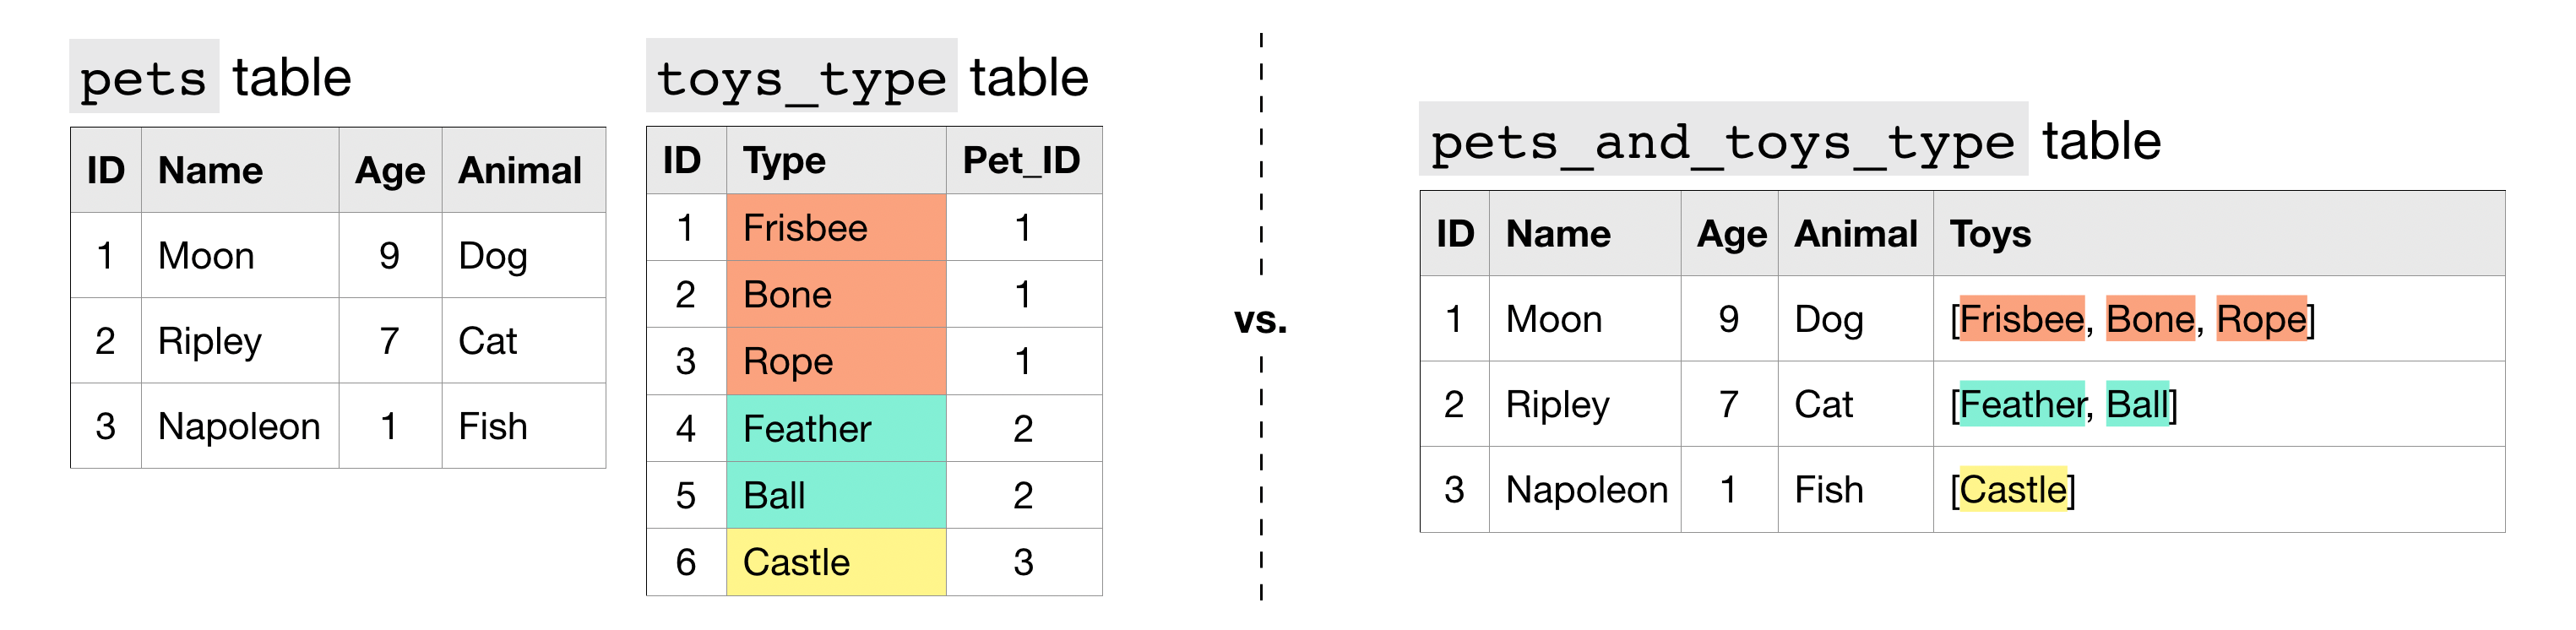 pets table
ID Name Age Animal
1 Moon 9 Dog
2 Ripley 7 Cat
3 Napoleon 1 Fish
toys_type table
ID Type Pet_ID
1 Frisbee 1
2 Bone 1
3 Rope 1
4 Feather 2
5 Ball 2
6 Castle 3
vs.
pets_and_toys_type table
ID Name Age Animal Toys
1 Moon 9 Dog [Frisbee, Bone, Rope]
2 Ripley 7 Cat [Feather, Ball]
3 Napoleon 1 Fish [Castle]